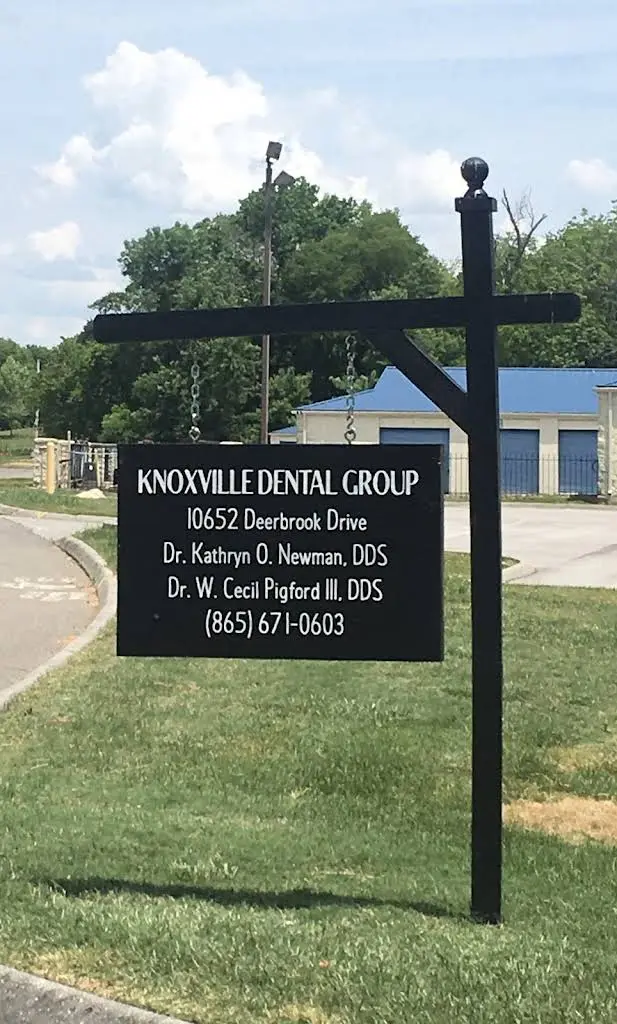 KNOXVILLE DENTAL GROUP
10652 Deerbrook Drive
Dr. Kathryn O. Newman, DDS
Dr. W. Cecil Pigford III, DDS
(865) 671-0603